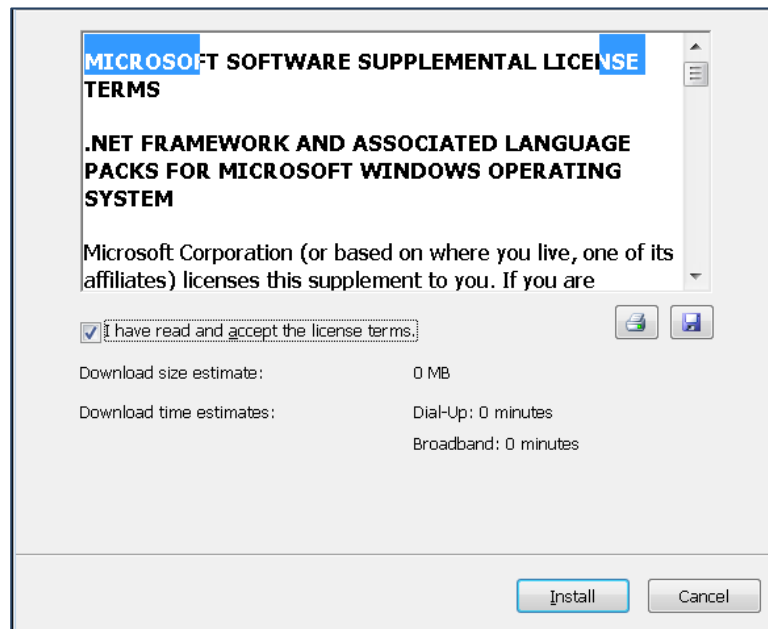 MICROSOFT SOFTWARE SUPPLEMENTAL LICENSE
TERMS
.NET FRAMEWORK AND ASSOCIATED LANGUAGE
PACKS FOR MICROSOFT WINDOWS OPERATING
SYSTEM
Microsoft Corporation (or based on where you live, one of its
affiliates) licenses this supplement to you. If you are
I have read and accept the license terms.
Download size estimate: 0 MB
Download time estimates: Dial-Up: 0 minutes
Broadband: 0 minutes
Install Cancel